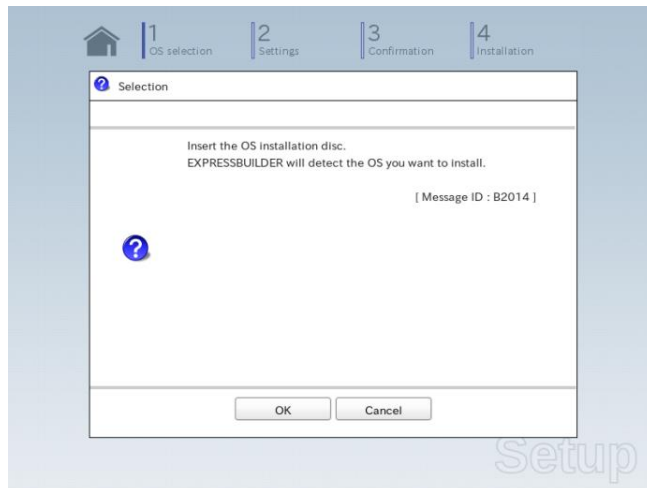 1
OS selection
2
Settings
3
Confirmation
4
Installation
? Selection
Insert the OS installation disc.
EXPRESSBUILDER will detect the OS you want to install.
[ Message ID : B2014 ]
?
OK
Cancel
Setup